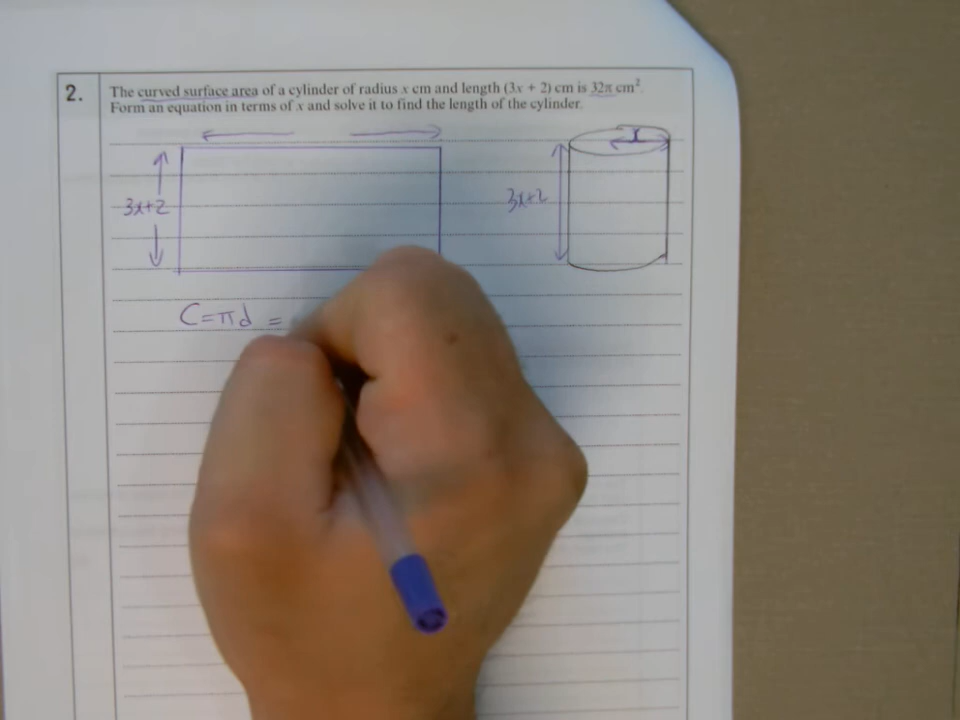 2.
The curved surface area of a cylinder of radius x cm and length (3x + 2) cm is 32π cm².
Form an equation in terms of x and solve it to find the length of the cylinder.
x
3x+2
3x+2
C=πd =